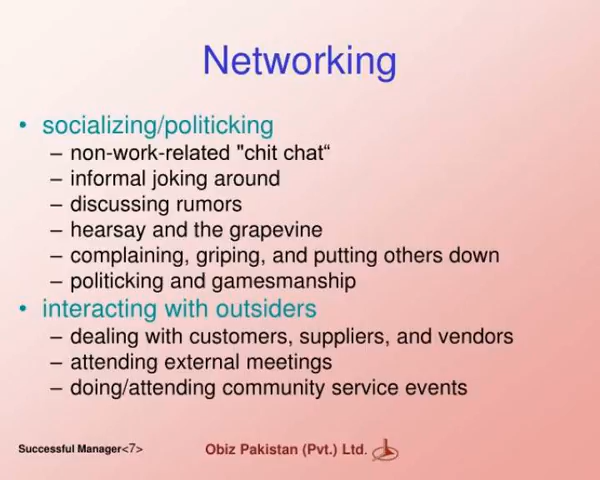 Networking
• socializing/politicking
– non-work-related "chit chat“
– informal joking around
– discussing rumors
– hearsay and the grapevine
– complaining, griping, and putting others down
– politicking and gamesmanship
• interacting with outsiders
– dealing with customers, suppliers, and vendors
– attending external meetings
– doing/attending community service events
Successful Manager<7>
Obiz Pakistan (Pvt.) Ltd.